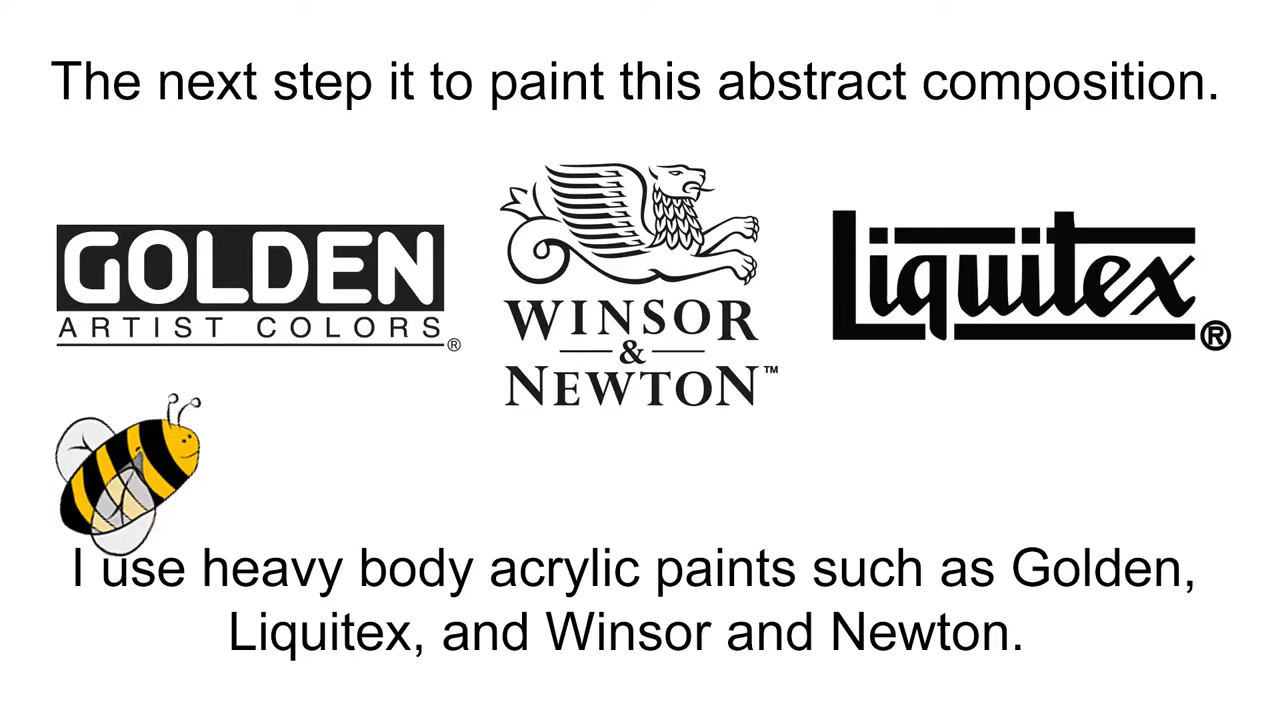 The next step it to paint this abstract composition.
GOLDEN
ARTIST COLORS®
WINSOR
&
NEWTON™
Liquitex®
I use heavy body acrylic paints such as Golden,
Liquitex, and Winsor and Newton.